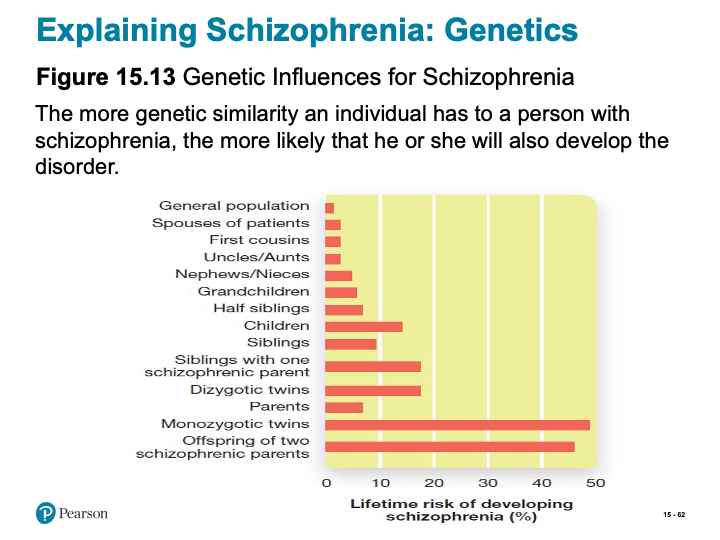 Explaining Schizophrenia: Genetics
Figure 15.13 Genetic Influences for Schizophrenia
The more genetic similarity an individual has to a person with
schizophrenia, the more likely that he or she will also develop the
disorder.
General population
Spouses of patients
First cousins
Uncles/Aunts
Nephews/Nieces
Grandchildren
Half siblings
Children
Siblings
Siblings with one
schizophrenic parent
Dizygotic twins
Parents
Monozygotic twins
Offspring of two
schizophrenic parents
0 10 20 30 40 50
Lifetime risk of developing
schizophrenia (%)
P Pearson
15 - 62